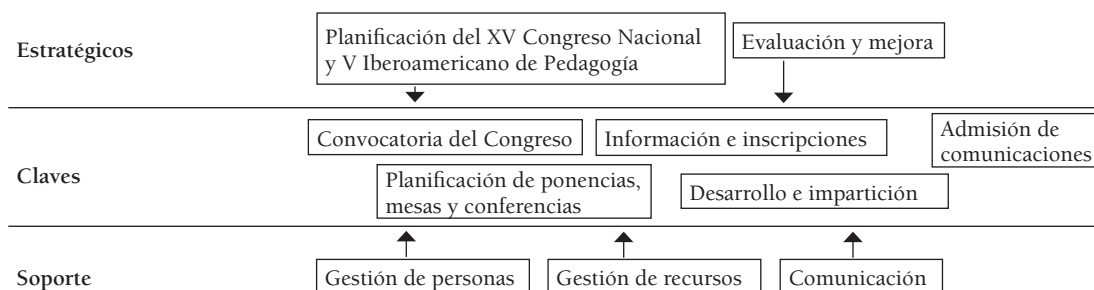 Estratégicos
Planificación del XV Congreso Nacional
y V Iberoamericano de Pedagogía
Evaluación y mejora
Claves
Convocatoria del Congreso
Información e inscripciones
Admisión de
comunicaciones
Planificación de ponencias,
mesas y conferencias
Desarrollo e impartición
Soporte
Gestión de personas
Gestión de recursos
Comunicación